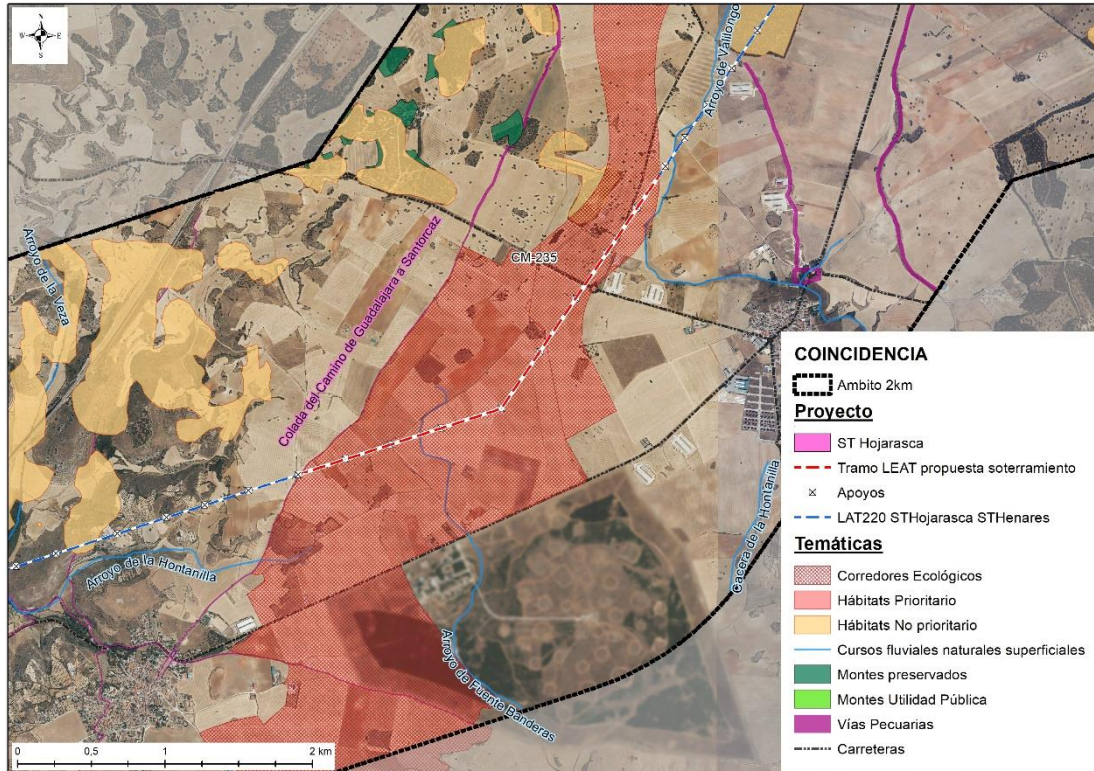 N
W E
S
Arroyo de Valilongo
Arroyo de la Veza
CM-235
Colada del Camino de Guadalajara a Santorcaz
Arroyo de la Hontanilla
Cacera de la Hontanilla
Arroyo de Fuente Banderas
0 0,5 1 2 km
COINCIDENCIA
Ambito 2km
Proyecto
ST Hojarasca
Tramo LEAT propuesta soterramiento
Apoyos
LAT220 STHojarasca STHenares
Temáticas
Corredores Ecológicos
Hábitats Prioritario
Hábitats No prioritario
Cursos fluviales naturales superficiales
Montes preservados
Montes Utilidad Pública
Vías Pecuarias
Carreteras